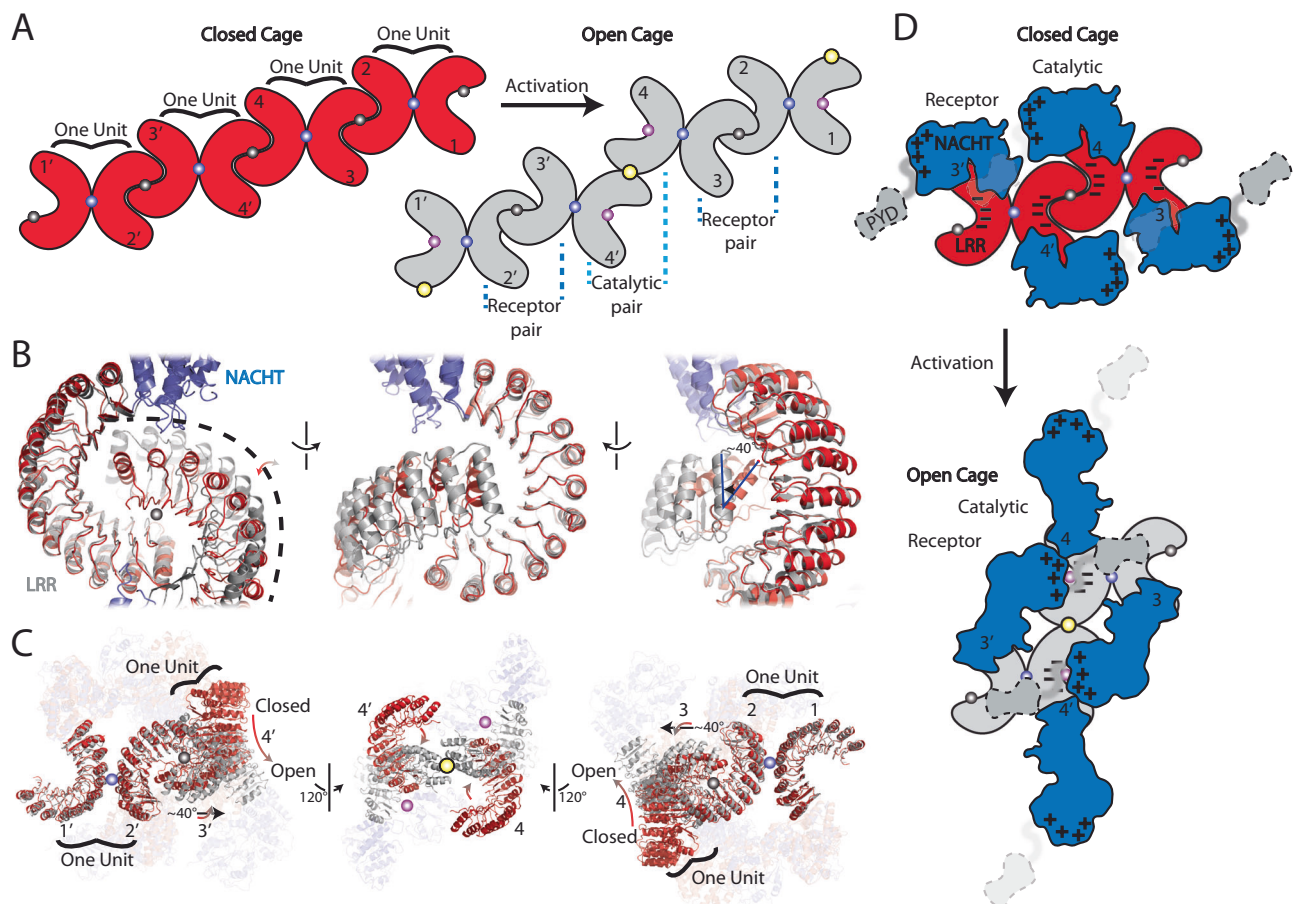 A
Closed Cage
One Unit
2
One Unit
4
One Unit
3'
One Unit
1'
1
3
4'
2'
Activation
Open Cage
2
4
1
3'
3
1'
Receptor
pair
4'
2'
Catalytic
pair
Receptor
pair
B
NACHT
LRR
~40°
C
One Unit
Closed
4'
Open
~40°
3'
1'
2'
One Unit
120°
4'
4
120°
One Unit
3
2
1
~40°
Open
4
Closed
One Unit
D
Closed Cage
Catalytic
Receptor
+ + + +
+ + + +
NACHT
3'
4
PYD
LRR
3
4'
+ + + +
+ + + +
Activation
+ + + +
Open Cage
Catalytic
Receptor
4
+ + + +
3
3'
+ + + +
4'
+ + + +